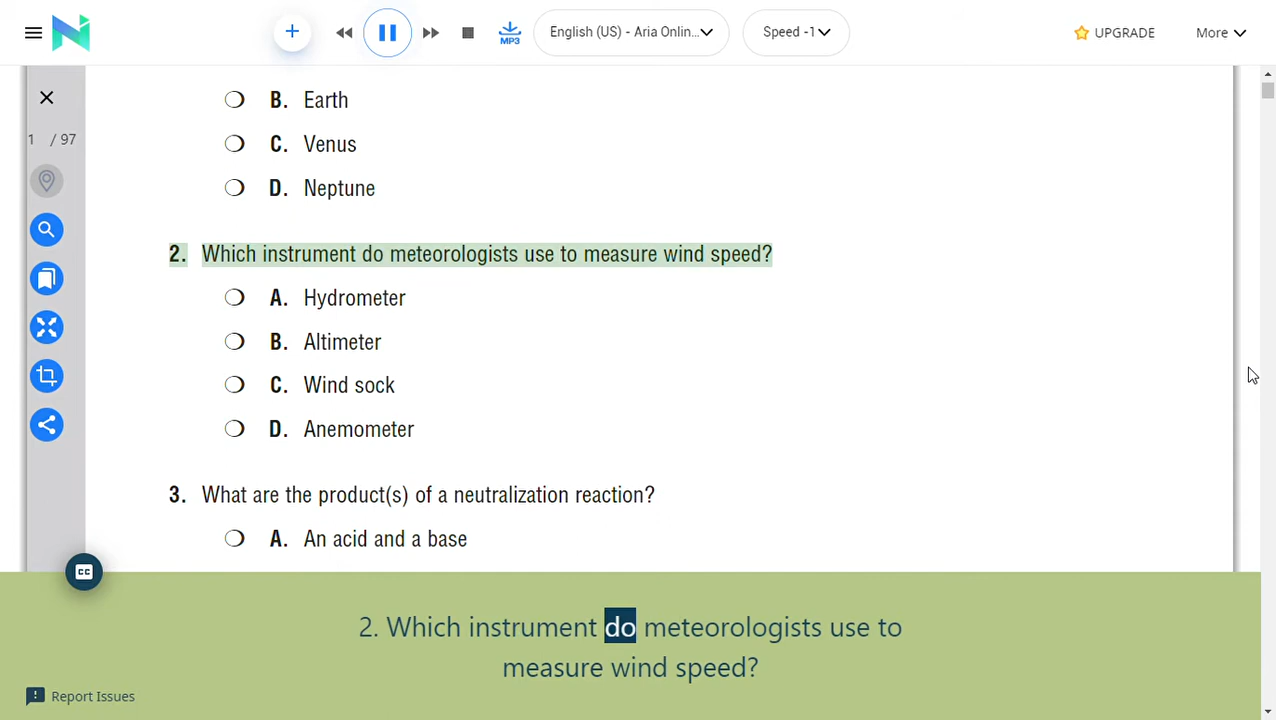 MP3
English (US) - Aria Onlin...
Speed -1
UPGRADE
More
1 / 97
B. Earth
C. Venus
D. Neptune
2. Which instrument do meteorologists use to measure wind speed?
A. Hydrometer
B. Altimeter
C. Wind sock
D. Anemometer
3. What are the product(s) of a neutralization reaction?
A. An acid and a base
CC
2. Which instrument do meteorologists use to
measure wind speed?
Report Issues